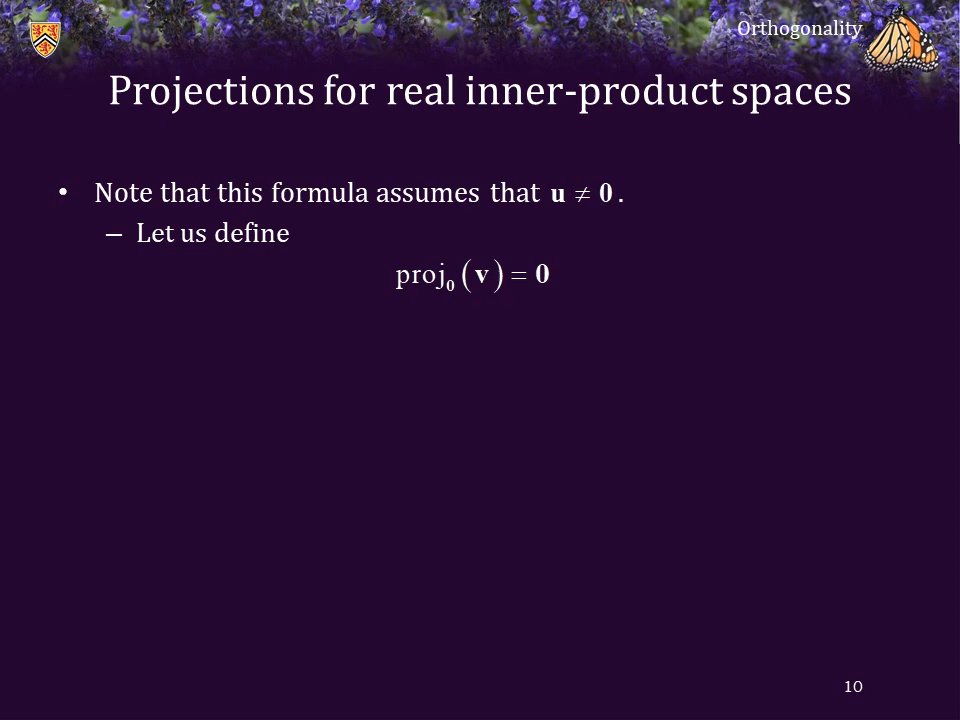 Orthogonality
Projections for real inner-product spaces
• Note that this formula assumes that u ≠ 0 .
– Let us define
proj₀ (v) = 0
10